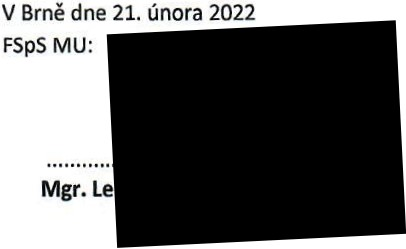 V Brně dne 21. února 2022
FSpS MU:
............
Mgr. Le